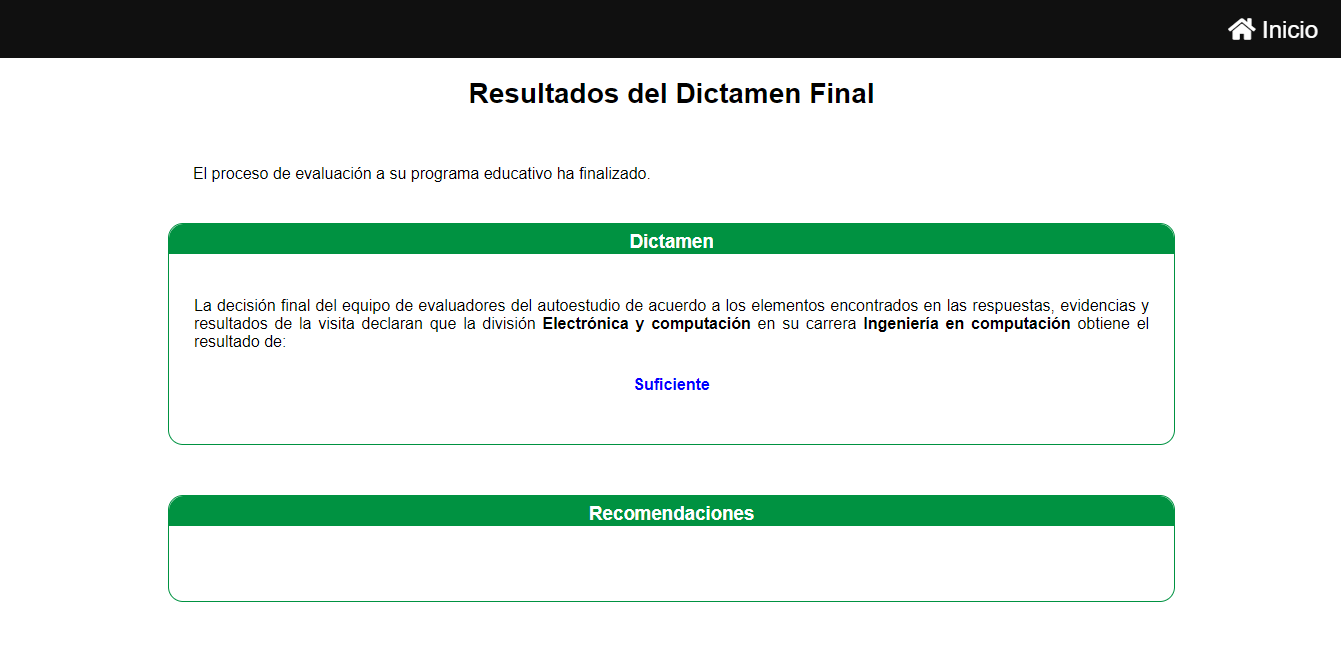 Inicio
Resultados del Dictamen Final
El proceso de evaluación a su programa educativo ha finalizado.
Dictamen
La decisión final del equipo de evaluadores del autoestudio de acuerdo a los elementos encontrados en las respuestas, evidencias y
resultados de la visita declaran que la división Electrónica y computación en su carrera Ingeniería en computación obtiene el
resultado de:
Suficiente
Recomendaciones